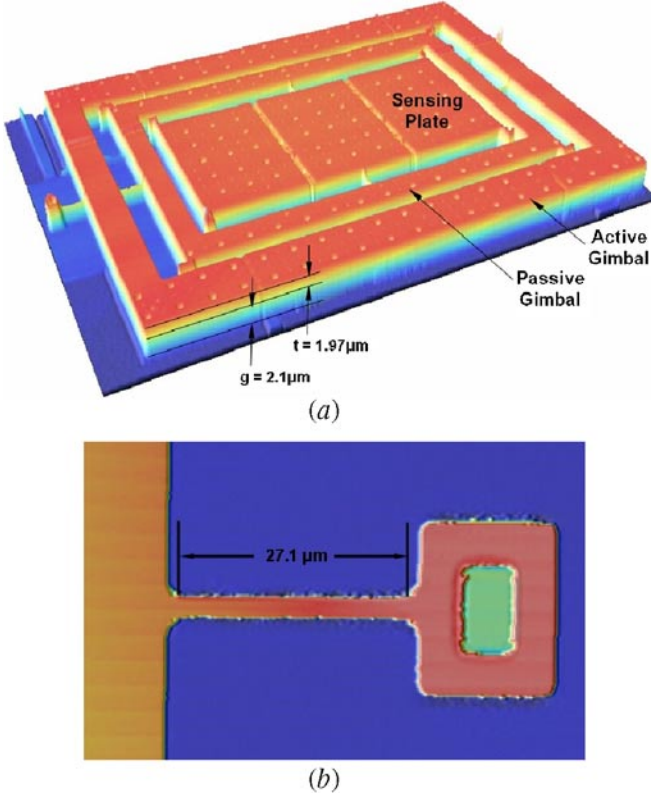 Sensing
Plate
Active
Gimbal
Passive
Gimbal
t = 1.97µm
g = 2.1µm
(a)
27.1 µm
(b)